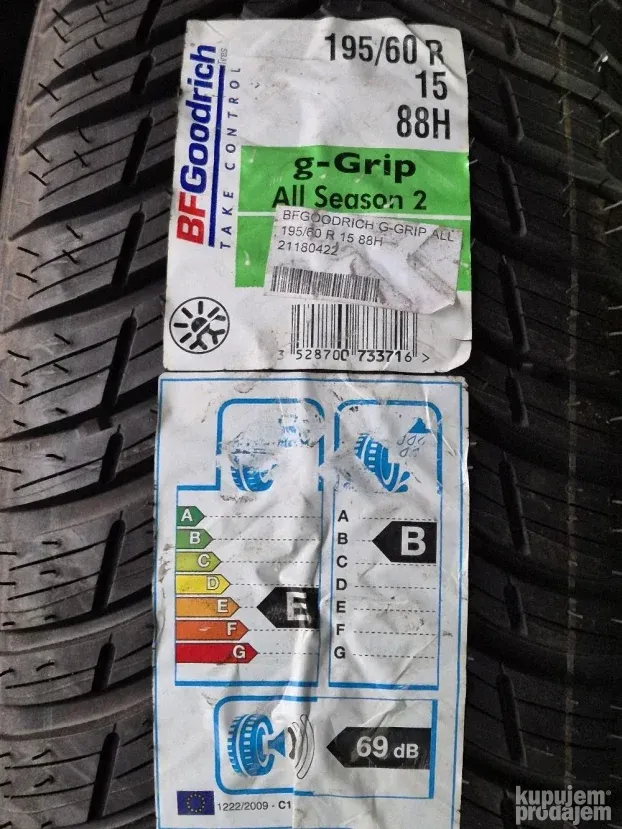 BFGoodrich
Tires
TAKE CONTROL
195/60 R
15
88H
g-Grip
All Season 2
BFGOODRICH G-GRIP ALL
195/60 R 15 88H
21180422
3 528700 733716 >
A
B
C
D
E
F
G
E
A
B
C
D
E
F
G
B
69 dB
1222/2009 - C1
kupujem
prodajem